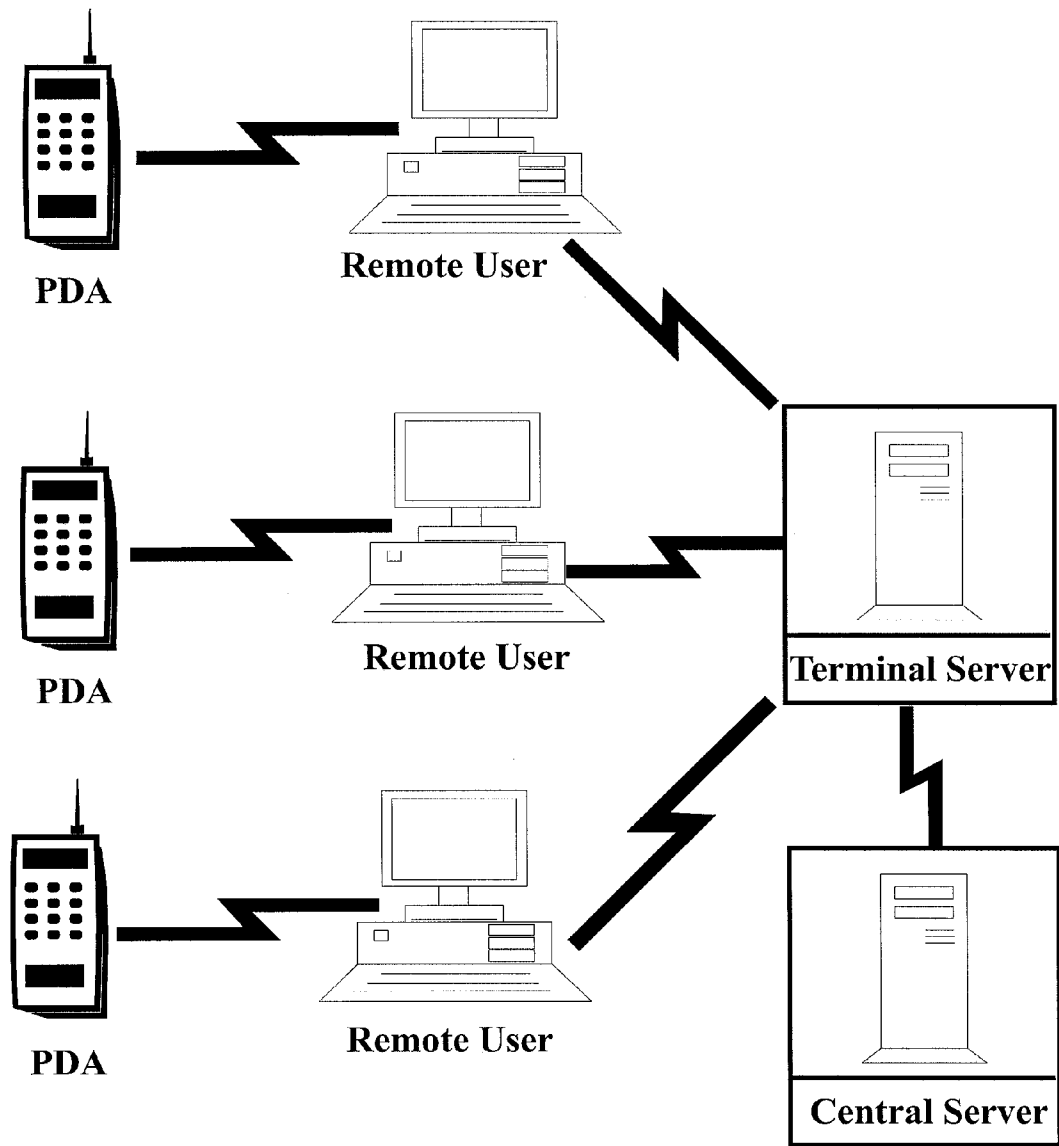 Remote User
PDA
Remote User
PDA
Terminal Server
Remote User
PDA
Central Server